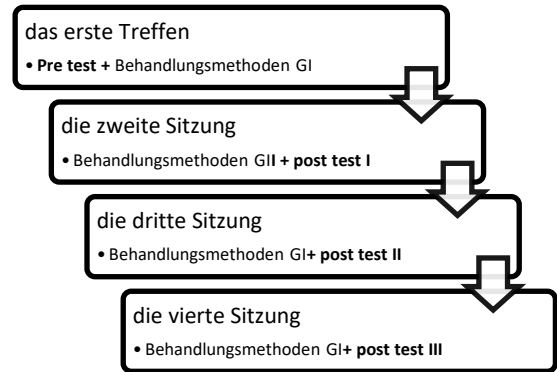 das erste Treffen
• Pre test + Behandlungsmethoden GI
die zweite Sitzung
• Behandlungsmethoden GII + post test I
die dritte Sitzung
• Behandlungsmethoden GI+ post test II
die vierte Sitzung
• Behandlungsmethoden GI+ post test III